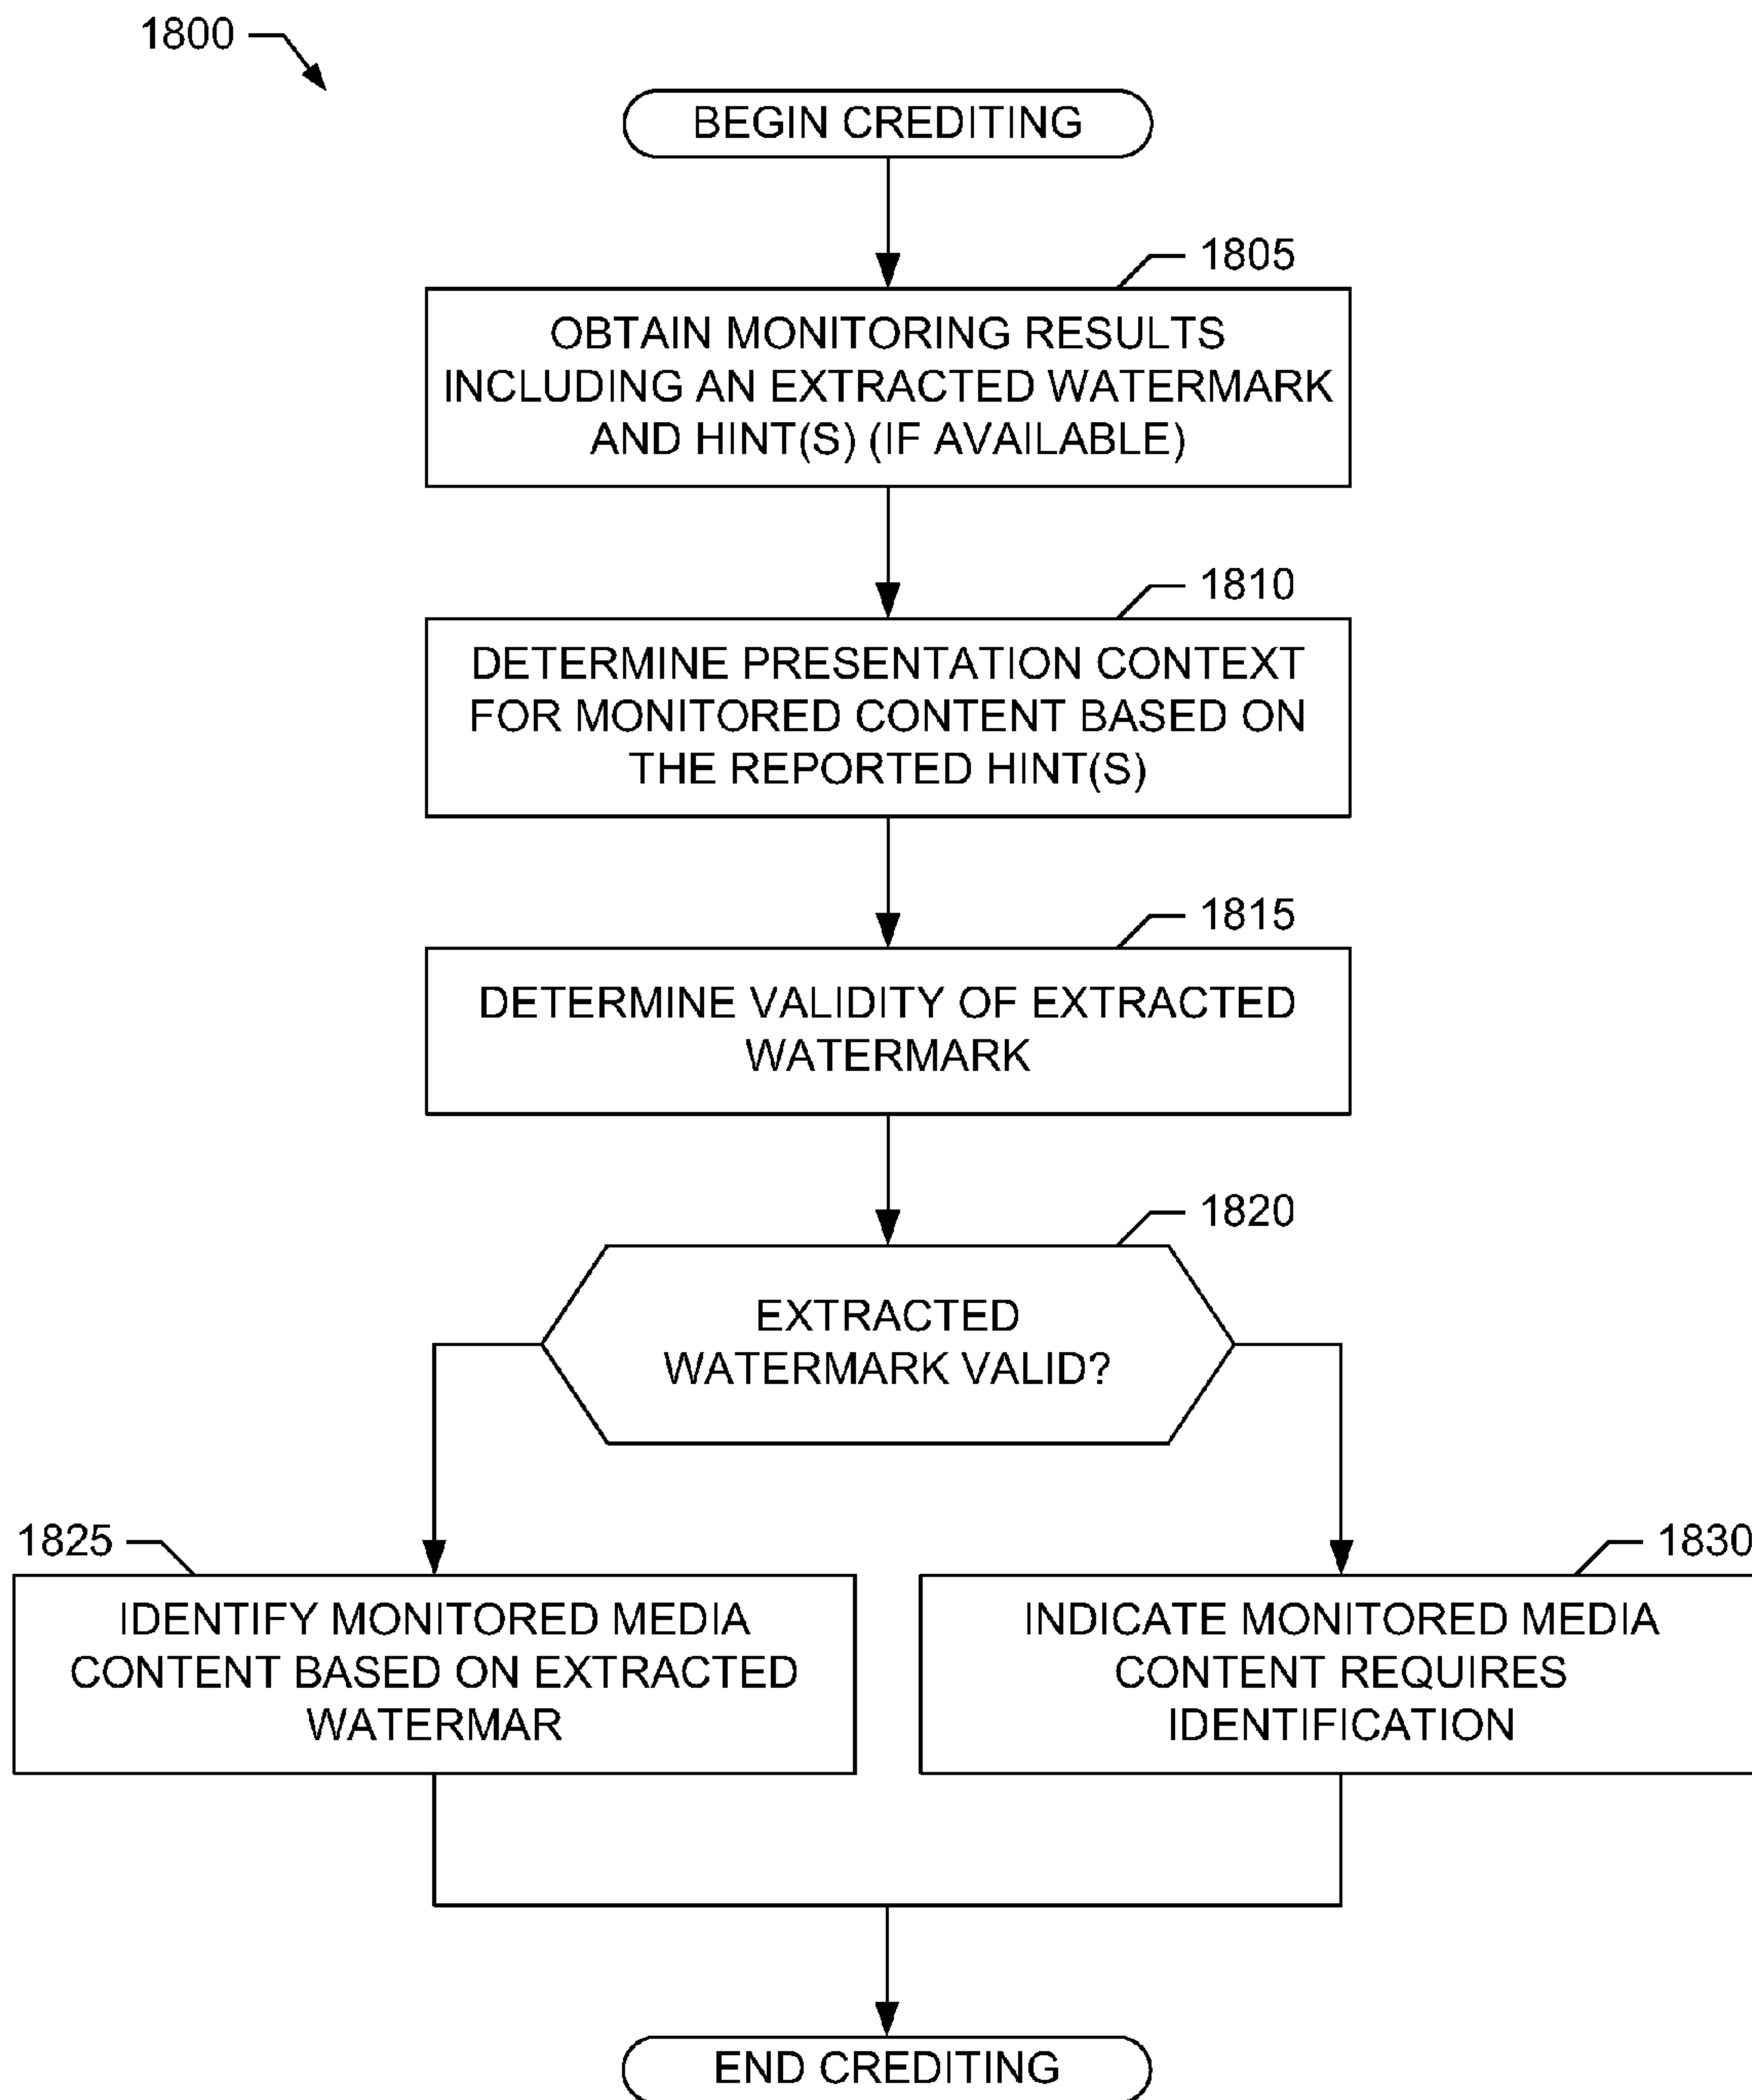 1800
BEGIN CREDITING
1805
OBTAIN MONITORING RESULTS
INCLUDING AN EXTRACTED WATERMARK
AND HINT(S) (IF AVAILABLE)
1810
DETERMINE PRESENTATION CONTEXT
FOR MONITORED CONTENT BASED ON
THE REPORTED HINT(S)
1815
DETERMINE VALIDITY OF EXTRACTED
WATERMARK
1820
EXTRACTED
WATERMARK VALID?
1825
IDENTIFY MONITORED MEDIA
CONTENT BASED ON EXTRACTED
WATERMAR
1830
INDICATE MONITORED MEDIA
CONTENT REQUIRES
IDENTIFICATION
END CREDITING